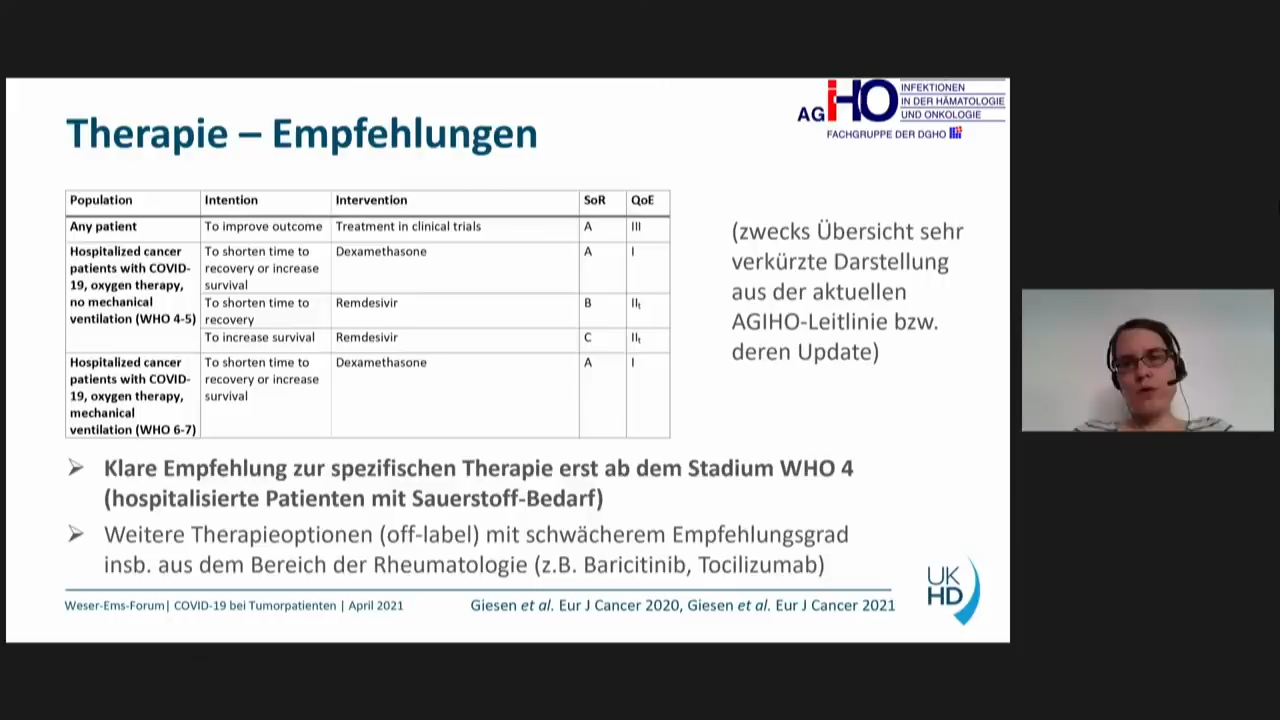 AGIHO
INFEKTIONEN
IN DER HÄMATOLOGIE
UND ONKOLOGIE
FACHGRUPPE DER DGHO
Therapie – Empfehlungen
Population Intention Intervention SoR QoE
Any patient To improve outcome Treatment in clinical trials A III
Hospitalized cancer
patients with COVID-
19, oxygen therapy,
no mechanical
ventilation (WHO 4-5)
To shorten time to
recovery or increase
survival
Dexamethasone A I
To shorten time to
recovery
Remdesivir B IIt
To increase survival Remdesivir C IIt
Hospitalized cancer
patients with COVID-
19, oxygen therapy,
mechanical
ventilation (WHO 6-7)
To shorten time to
recovery or increase
survival
Dexamethasone A I
(zwecks Übersicht sehr
verkürzte Darstellung
aus der aktuellen
AGIHO-Leitlinie bzw.
deren Update)
➢ Klare Empfehlung zur spezifischen Therapie erst ab dem Stadium WHO 4
(hospitalisierte Patienten mit Sauerstoff-Bedarf)
➢ Weitere Therapieoptionen (off-label) mit schwächerem Empfehlungsgrad
insb. aus dem Bereich der Rheumatologie (z.B. Baricitinib, Tocilizumab)
Weser-Ems-Forum| COVID-19 bei Tumorpatienten | April 2021
Giesen et al. Eur J Cancer 2020, Giesen et al. Eur J Cancer 2021
UK
HD